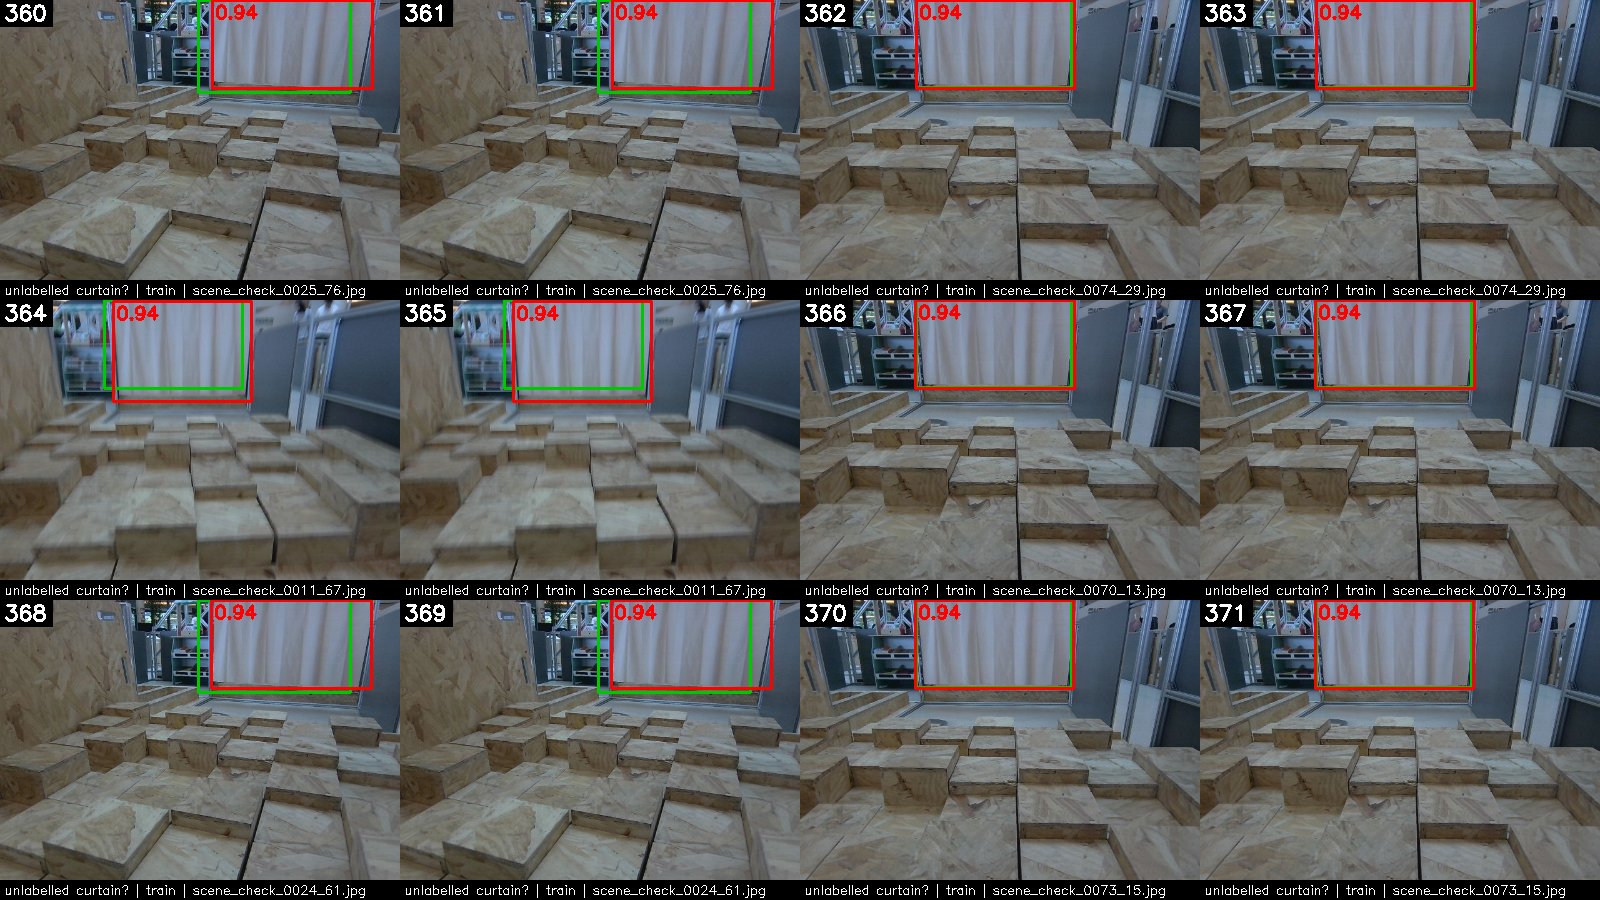 360
0.94
361
0.94
362
0.94
363
0.94
unlabelled curtain? | train | scene_check_0025_76.jpg
unlabelled curtain? | train | scene_check_0025_76.jpg
unlabelled curtain? | train | scene_check_0074_29.jpg
unlabelled curtain? | train | scene_check_0074_29.jpg
364
0.94
365
0.94
366
0.94
367
0.94
unlabelled curtain? | train | scene_check_0011_67.jpg
unlabelled curtain? | train | scene_check_0011_67.jpg
unlabelled curtain? | train | scene_check_0070_13.jpg
unlabelled curtain? | train | scene_check_0070_13.jpg
368
0.94
369
0.94
370
0.94
371
0.94
unlabelled curtain? | train | scene_check_0024_61.jpg
unlabelled curtain? | train | scene_check_0024_61.jpg
unlabelled curtain? | train | scene_check_0073_15.jpg
unlabelled curtain? | train | scene_check_0073_15.jpg